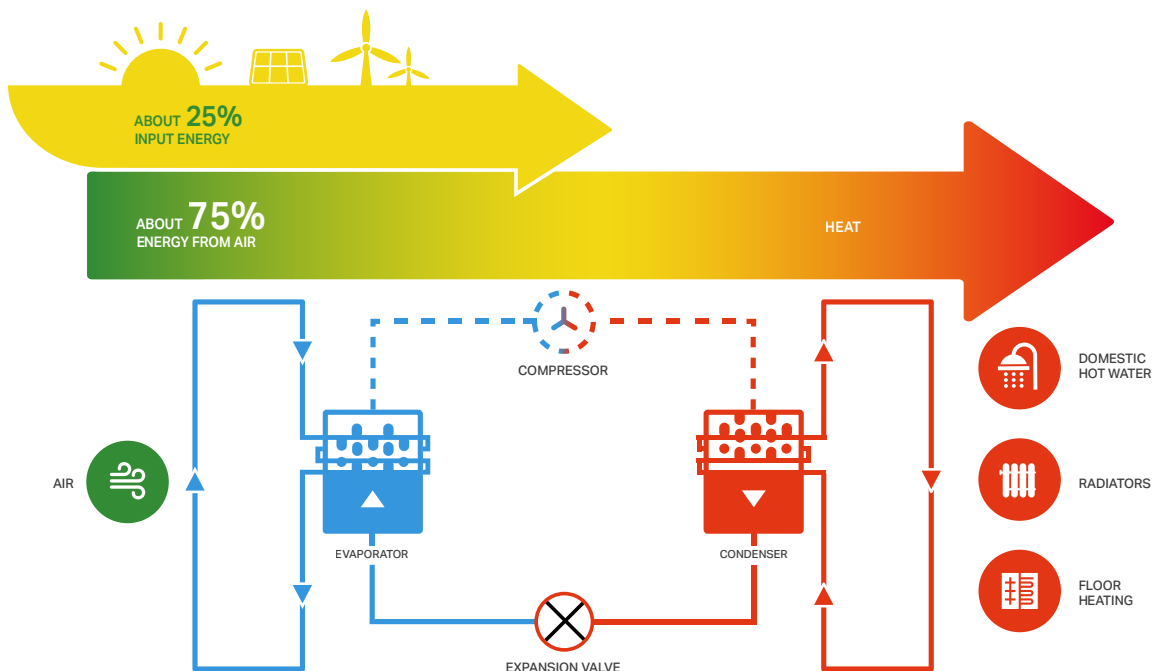 ABOUT 25%
INPUT ENERGY
ABOUT 75%
ENERGY FROM AIR
HEAT
COMPRESSOR
DOMESTIC
HOT WATER
AIR
RADIATORS
EVAPORATOR
CONDENSER
FLOOR
HEATING
EXPANSION VALVE